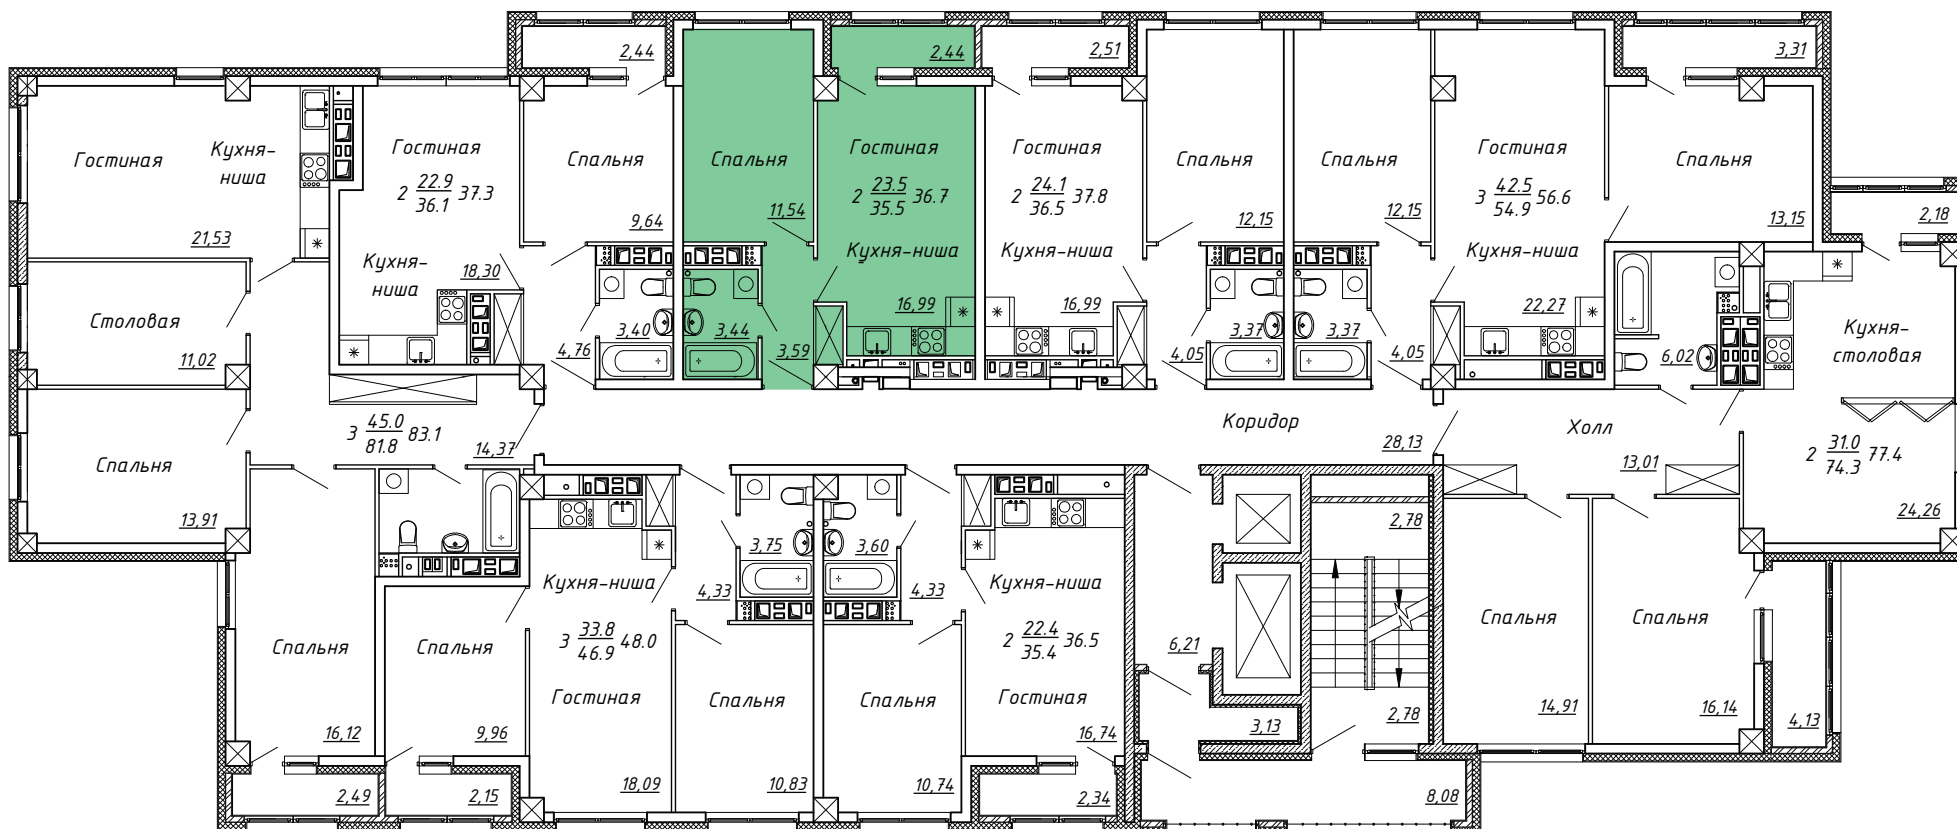 2,44
2,44
2,51
3,31
Гостиная
Кухня-
ниша
21,53
Гостиная
2 22.9 37.3
36.1
Кухня-
ниша
18,30
Спальня
9,64
Спальня
11,54
Гостиная
2 23.5 36.7
35.5
Кухня-ниша
16,99
Гостиная
2 24.1 37.8
36.5
Кухня-ниша
16,99
Спальня
12,15
Спальня
12,15
Гостиная
3 42.5 56.6
54.9
Кухня-ниша
22,27
Спальня
13,15
2,18
Столовая
11,02
4,76
3,40
3,44
3,59
4,05
3,37
3,37
4,05
6,02
Кухня-
столовая
Спальня
13,91
3 45.0 83.1
81.8
14,37
Коридор
28,13
Холл
13,01
2 31.0 77.4
74.3
24,26
Спальня
16,12
Спальня
9,96
Кухня-ниша
3 33.8 48.0
46.9
Гостиная
18,09
4,33
3,75
3,60
4,33
Спальня
10,83
Спальня
10,74
Кухня-ниша
2 22.4 36.5
35.4
Гостиная
16,74
6,21
3,13
2,78
2,78
Спальня
14,91
Спальня
16,14
4,13
2,49
2,15
2,34
8,08